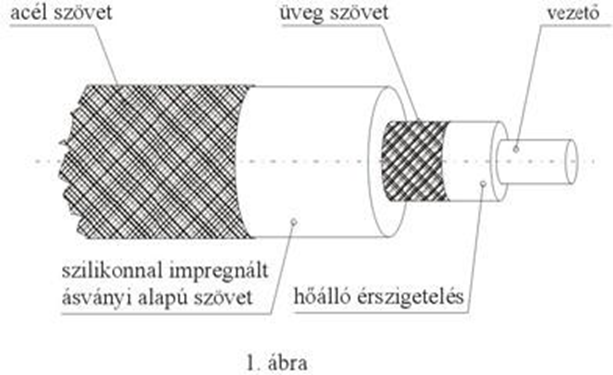 acél szövet
üveg szövet
vezető
szilikonnal impregnált
ásványi alapú szövet
hőálló érszigetelés
1. ábra